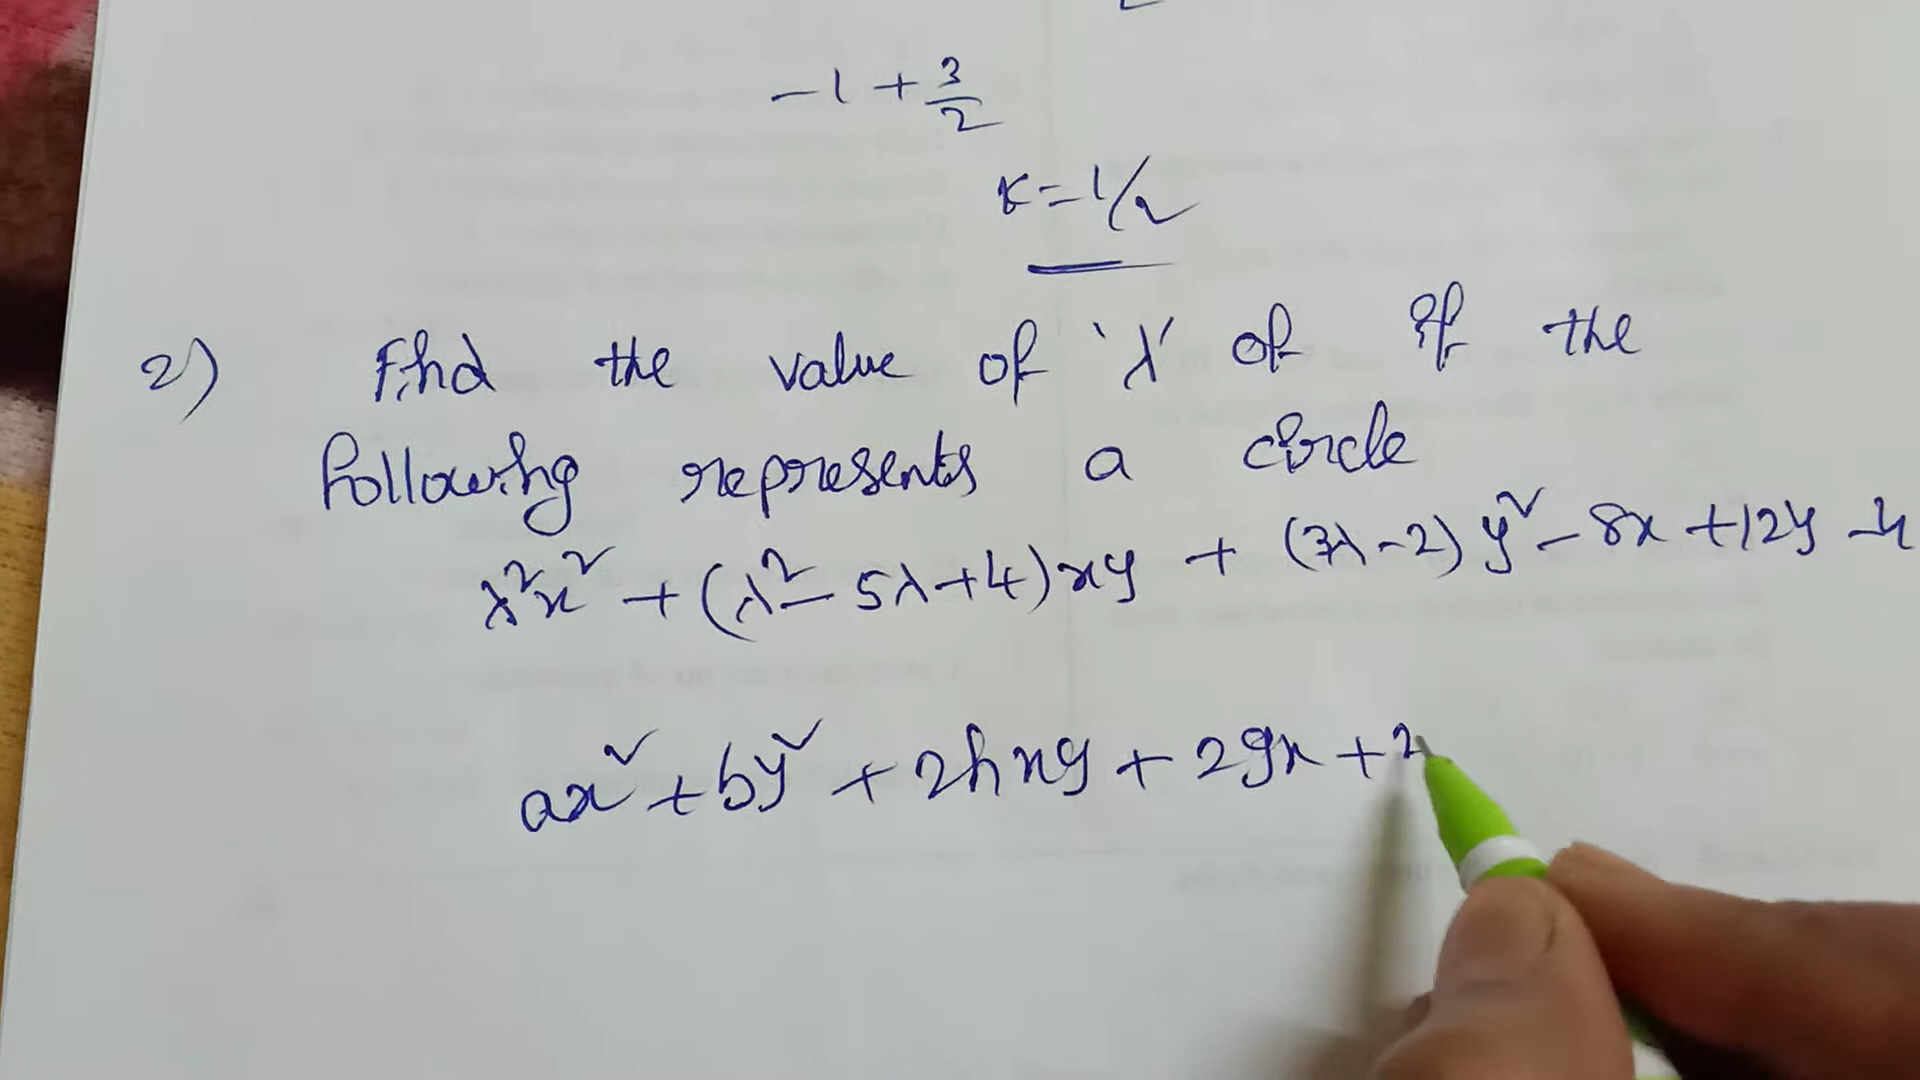 -1 + 3/2
K = 1/2
2) Find the value of 'λ' of if the
following represents a circle
λ²x² + (λ² - 5λ + 4)xy + (3λ - 2)y² - 8x + 12y - 4
ax² + by² + 2hxy + 2gx + 2